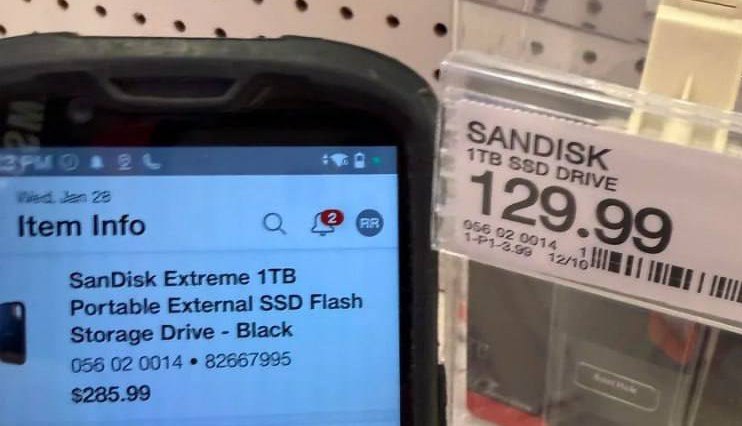 Wed, Jan 28
Item Info
2
RR
SanDisk Extreme 1TB
Portable External SSD Flash
Storage Drive - Black
056 02 0014 • 82667995
$285.99
SANDISK
1TB SSD DRIVE
129.99
056 02 0014 1
1-P1-3.99 12/10
SanDisk